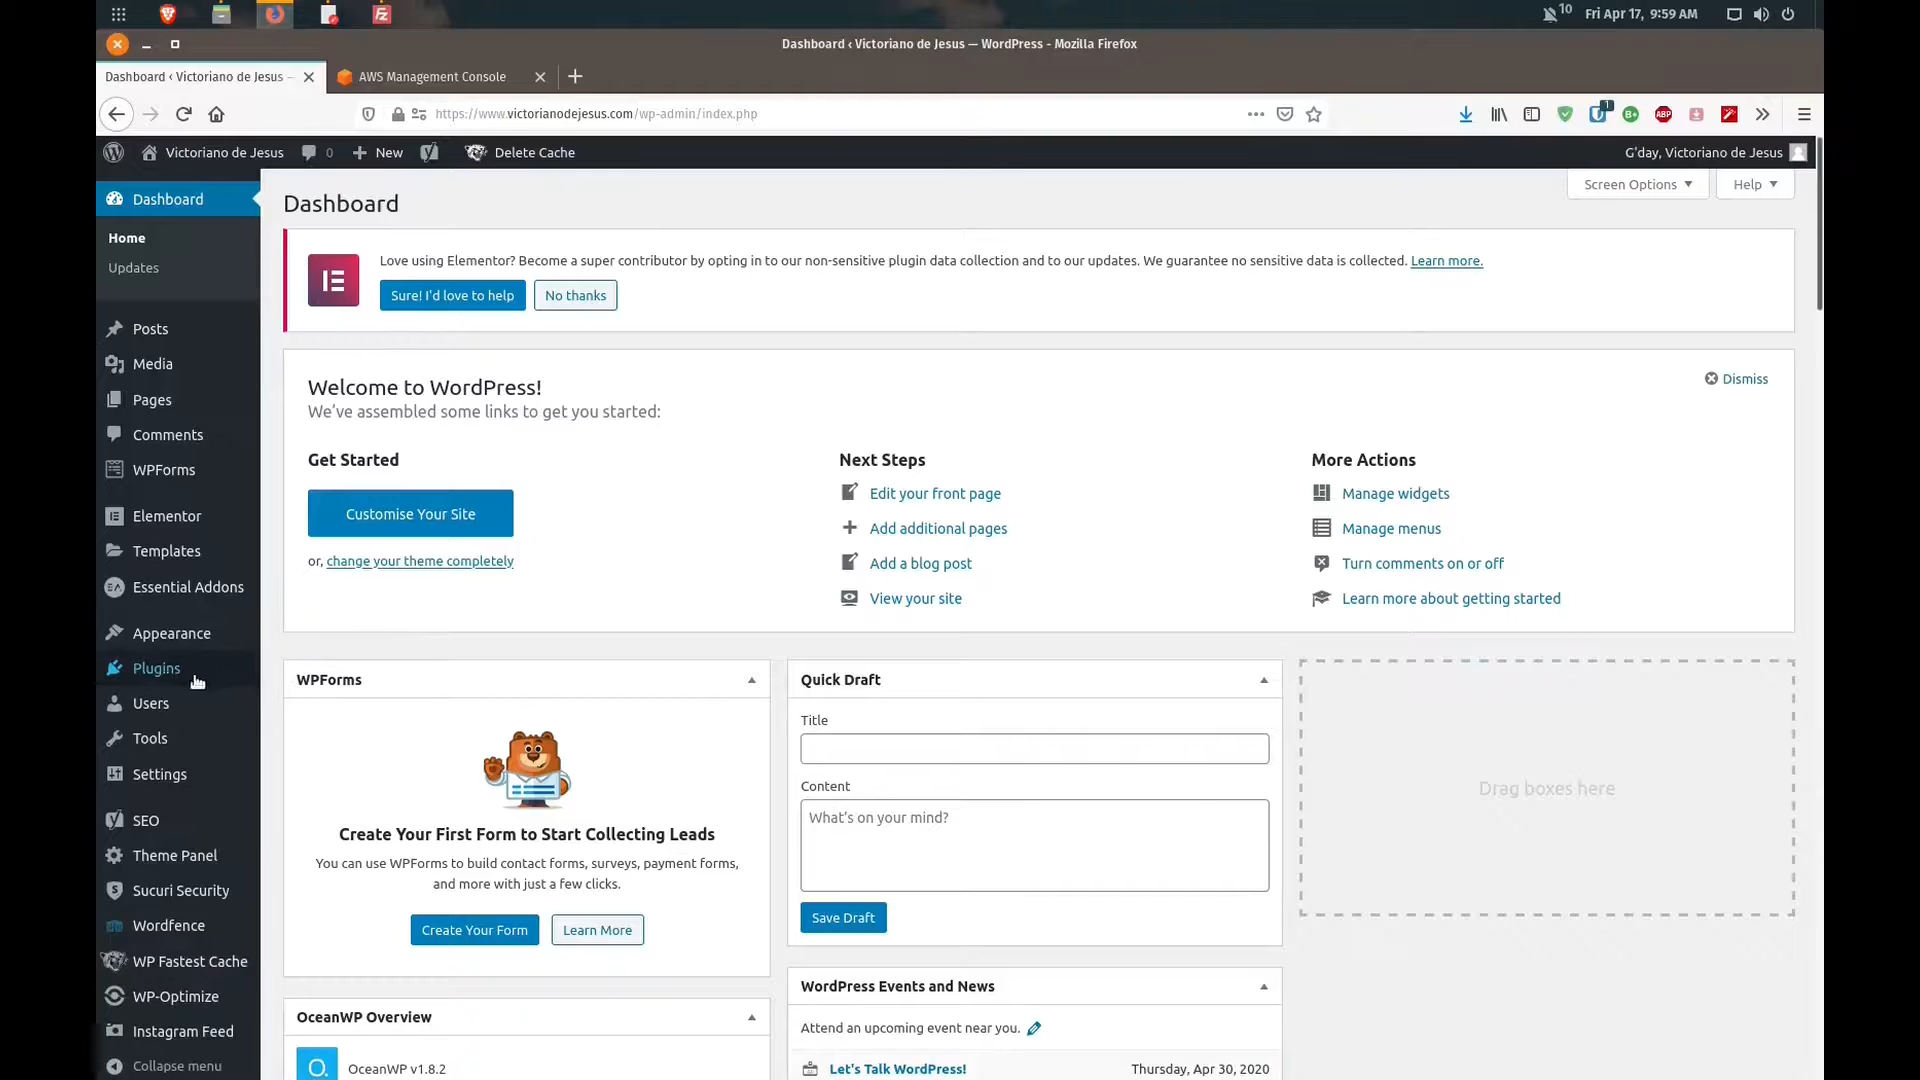 10 Fri Apr 17, 9:59 AM
Dashboard ‹ Victoriano de Jesus — WordPress - Mozilla Firefox
Dashboard ‹ Victoriano de Jesus —
AWS Management Console
https://www.victorianodejesus.com/wp-admin/index.php
1
B+
ABP
Victoriano de Jesus
0
New
Delete Cache
G'day, Victoriano de Jesus
Dashboard
Home
Updates
Posts
Media
Pages
Comments
WPForms
Elementor
Templates
EA Essential Addons
Appearance
Plugins
Users
Tools
Settings
SEO
Theme Panel
Sucuri Security
Wordfence
WP Fastest Cache
WP-Optimize
Instagram Feed
Collapse menu
Dashboard
Screen Options
Help
Love using Elementor? Become a super contributor by opting in to our non-sensitive plugin data collection and to our updates. We guarantee no sensitive data is collected. Learn more.
Sure! I'd love to help
No thanks
Welcome to WordPress!
We've assembled some links to get you started:
Dismiss
Get Started
Customise Your Site
or, change your theme completely
Next Steps
Edit your front page
Add additional pages
Add a blog post
View your site
More Actions
Manage widgets
Manage menus
Turn comments on or off
Learn more about getting started
WPForms
Create Your First Form to Start Collecting Leads
You can use WPForms to build contact forms, surveys, payment forms,
and more with just a few clicks.
Create Your Form
Learn More
OceanWP Overview
O.
OceanWP v1.8.2
Quick Draft
Title
Content
What's on your mind?
Save Draft
WordPress Events and News
Attend an upcoming event near you.
Let's Talk WordPress!
Thursday, Apr 30, 2020
Drag boxes here